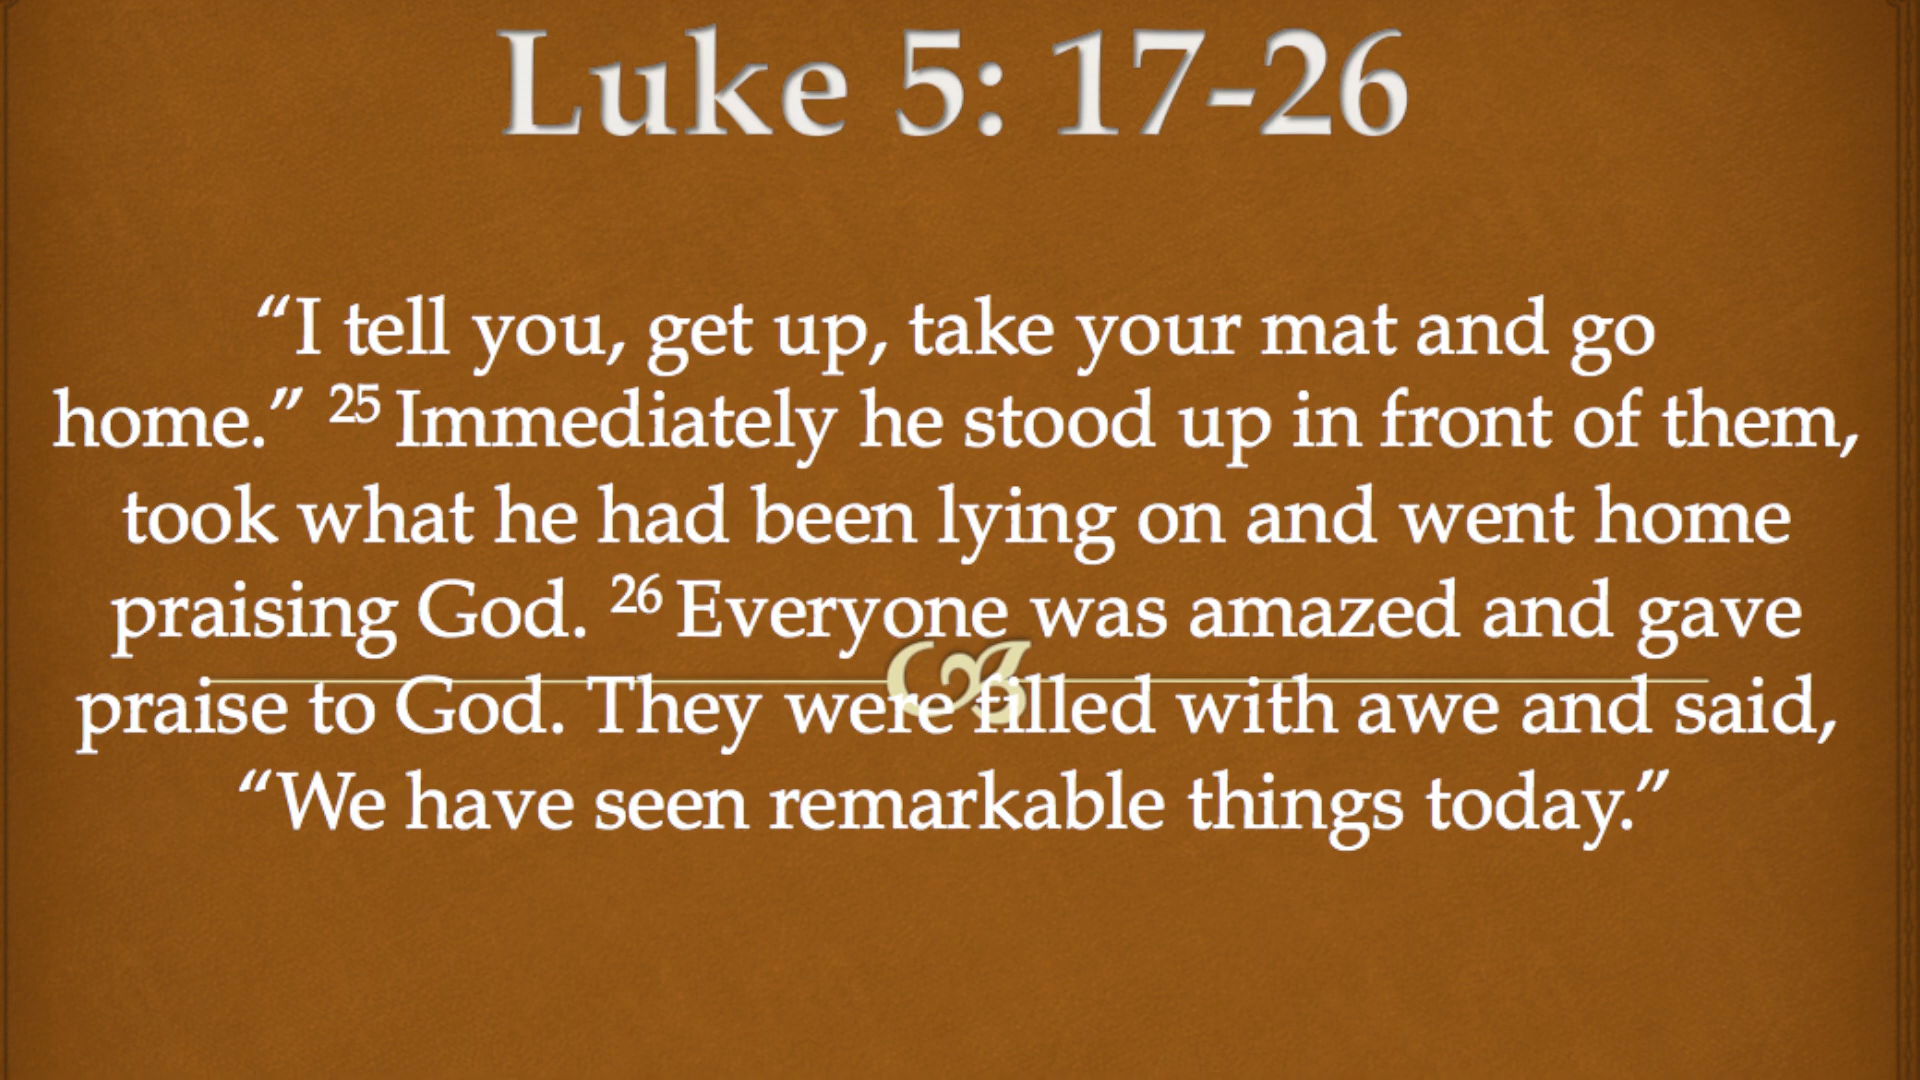 Luke 5: 17-26
“I tell you, get up, take your mat and go
home.” ²⁵ Immediately he stood up in front of them,
took what he had been lying on and went home
praising God. ²⁶ Everyone was amazed and gave
praise to God. They were filled with awe and said,
“We have seen remarkable things today.”